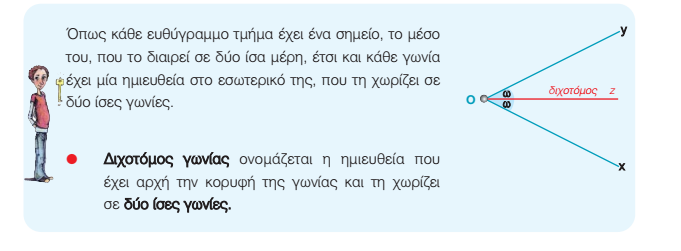 Όπως κάθε ευθύγραμμο τμήμα έχει ένα σημείο, το μέσο
του, που το διαιρεί σε δύο ίσα μέρη, έτσι και κάθε γωνία
έχει μία ημιευθεία στο εσωτερικό της, που τη χωρίζει σε
δύο ίσες γωνίες.
Διχοτόμος γωνίας ονομάζεται η ημιευθεία που
έχει αρχή την κορυφή της γωνίας και τη χωρίζει
σε δύο ίσες γωνίες.
y
O ω διχοτόμος z
ω
x